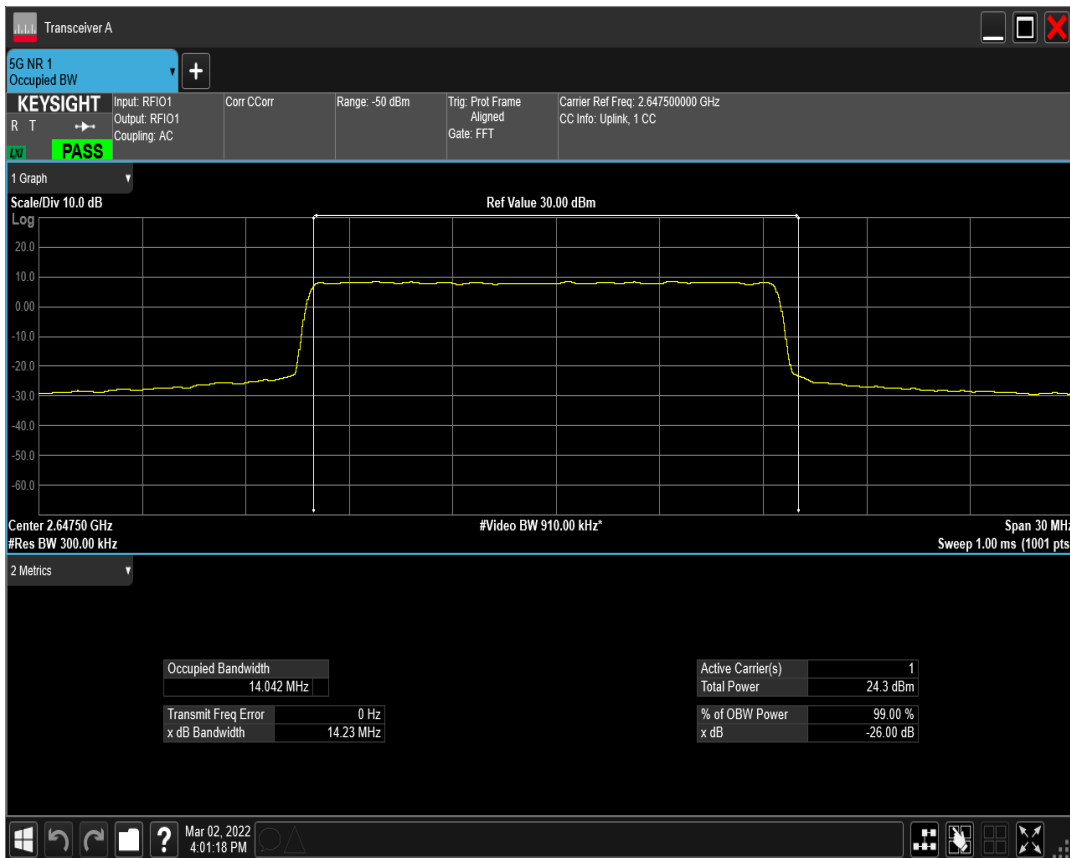 Transceiver A
5G NR 1
Occupied BW
+
KEYSIGHT
R T
LXI
PASS
Input: RFIO1
Output: RFIO1
Coupling: AC
Corr CCorr
Range: -50 dBm
Trig: Prot Frame
Aligned
Gate: FFT
Carrier Ref Freq: 2.647500000 GHz
CC Info: Uplink, 1 CC
1 Graph
Scale/Div 10.0 dB
Ref Value 30.00 dBm
Log
20.0
10.0
0.00
-10.0
-20.0
-30.0
-40.0
-50.0
-60.0
Center 2.64750 GHz
#Video BW 910.00 kHz*
Span 30 MHz
#Res BW 300.00 kHz
Sweep 1.00 ms (1001 pts
2 Metrics
Occupied Bandwidth
14.042 MHz
Transmit Freq Error 0 Hz
x dB Bandwidth 14.23 MHz
Active Carrier(s) 1
Total Power 24.3 dBm
% of OBW Power 99.00 %
x dB -26.00 dB
?
Mar 02, 2022
4:01:18 PM